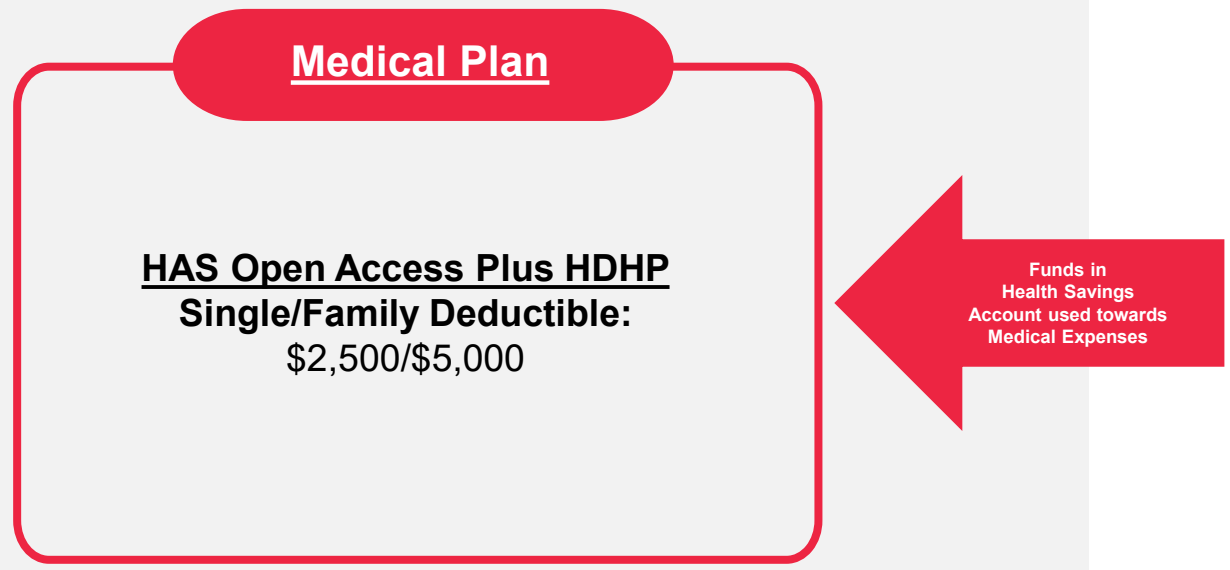 Medical Plan
HAS Open Access Plus HDHP
Single/Family Deductible:
$2,500/$5,000
Funds in
Health Savings
Account used towards
Medical Expenses